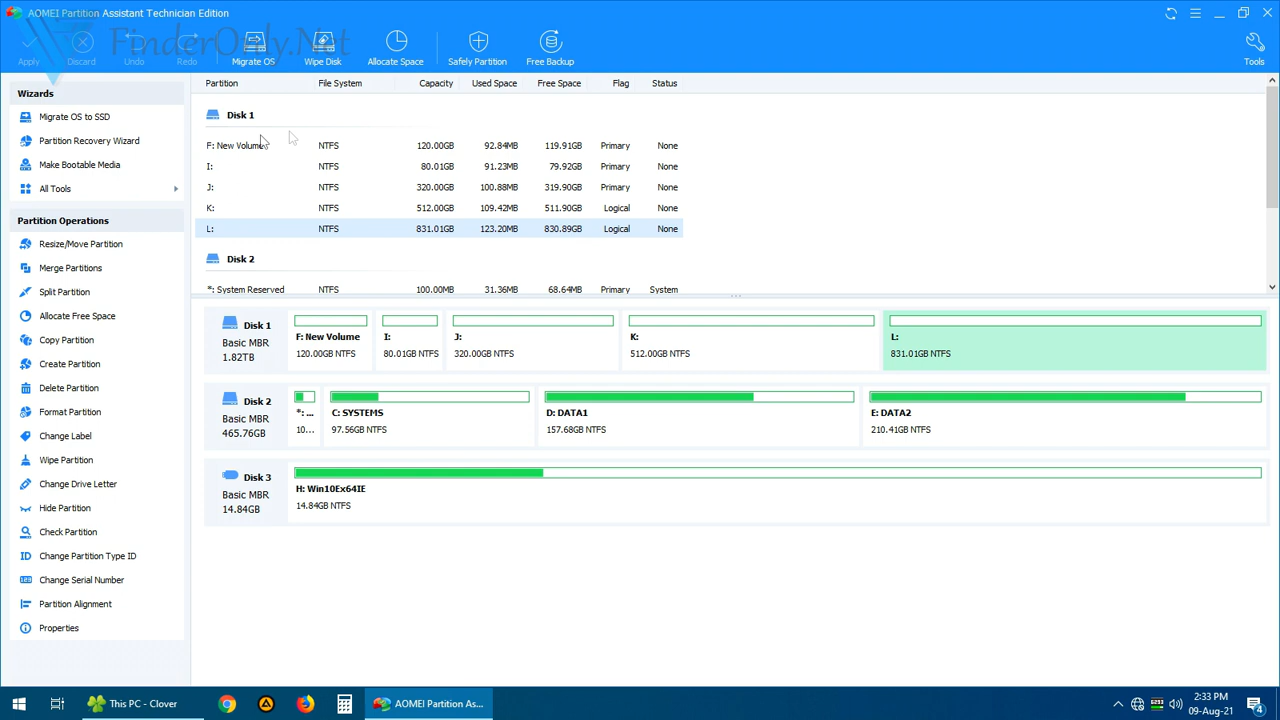 AOMEI Partition Assistant Technician Edition
FinderOnly.Net
Apply Discard Undo Redo Migrate OS Wipe Disk Allocate Space Safely Partition Free Backup Tools
Wizards
Migrate OS to SSD
Partition Recovery Wizard
Make Bootable Media
All Tools
Partition Operations
Resize/Move Partition
Merge Partitions
Split Partition
Allocate Free Space
Copy Partition
Create Partition
Delete Partition
Format Partition
Change Label
Wipe Partition
Change Drive Letter
Hide Partition
Check Partition
Change Partition Type ID
Change Serial Number
Partition Alignment
Properties
Partition File System Capacity Used Space Free Space Flag Status
Disk 1
F: New Volume NTFS 120.00GB 92.84MB 119.91GB Primary None
I: NTFS 80.01GB 91.23MB 79.92GB Primary None
J: NTFS 320.00GB 100.88MB 319.90GB Primary None
K: NTFS 512.00GB 109.42MB 511.90GB Logical None
L: NTFS 831.01GB 123.20MB 830.89GB Logical None
Disk 2
*: System Reserved NTFS 100.00MB 31.36MB 68.64MB Primary System
Disk 1
Basic MBR
1.82TB
F: New Volume
120.00GB NTFS
I:
80.01GB NTFS
J:
320.00GB NTFS
K:
512.00GB NTFS
L:
831.01GB NTFS
Disk 2
Basic MBR
465.76GB
*: ...
10...
C: SYSTEMS
97.56GB NTFS
D: DATA1
157.68GB NTFS
E: DATA2
210.41GB NTFS
Disk 3
Basic MBR
14.84GB
H: Win10Ex64IE
14.84GB NTFS
This PC - Clover
AOMEI Partition As...
2:33 PM
09-Aug-21
4